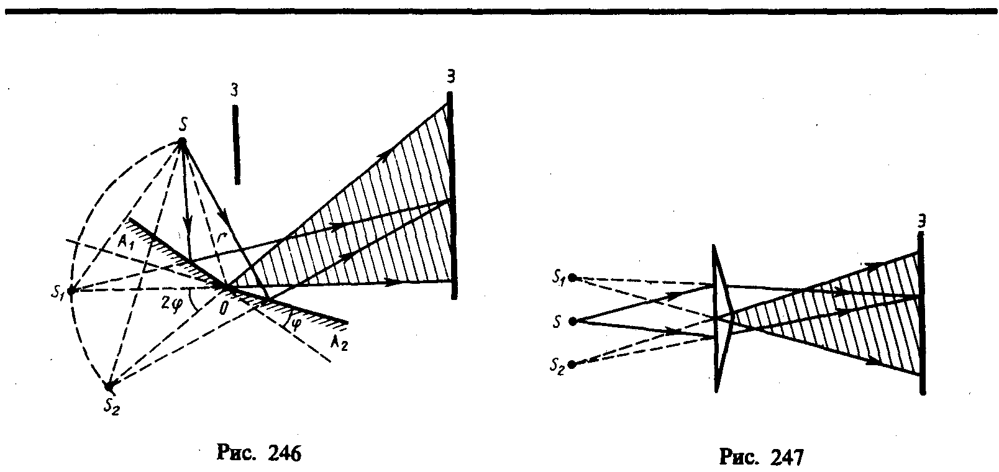 З
З
S
r
A₁
S₁
2φ
O
φ
A₂
S₂
Рис. 246
З
S₁
S
S₂
Рис. 247